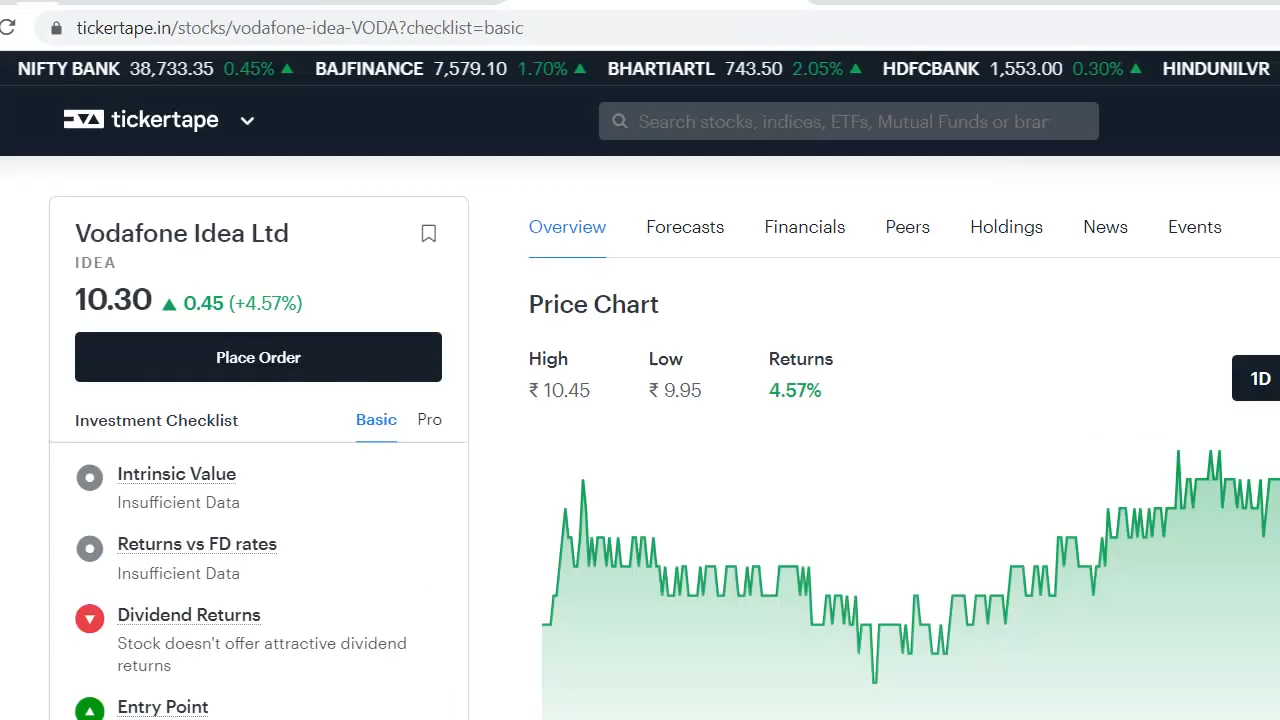 tickertape.in/stocks/vodafone-idea-VODA?checklist=basic
NIFTY BANK 38,733.35 0.45% BAJFINANCE 7,579.10 1.70% BHARTIARTL 743.50 2.05% HDFCBANK 1,553.00 0.30% HINDUNILVR
tickertape
Search stocks, indices, ETFs, Mutual Funds or brar
Vodafone Idea Ltd
IDEA
10.30 0.45 (+4.57%)
Place Order
Investment Checklist Basic Pro
Intrinsic Value
Insufficient Data
Returns vs FD rates
Insufficient Data
Dividend Returns
Stock doesn't offer attractive dividend
returns
Entry Point
Overview Forecasts Financials Peers Holdings News Events
Price Chart
High Low Returns
₹ 10.45 ₹ 9.95 4.57%
1D